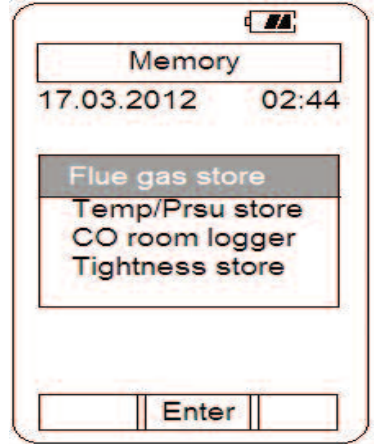 Memory
17.03.2012 02:44
Flue gas store
Temp/Prsu store
CO room logger
Tightness store
Enter